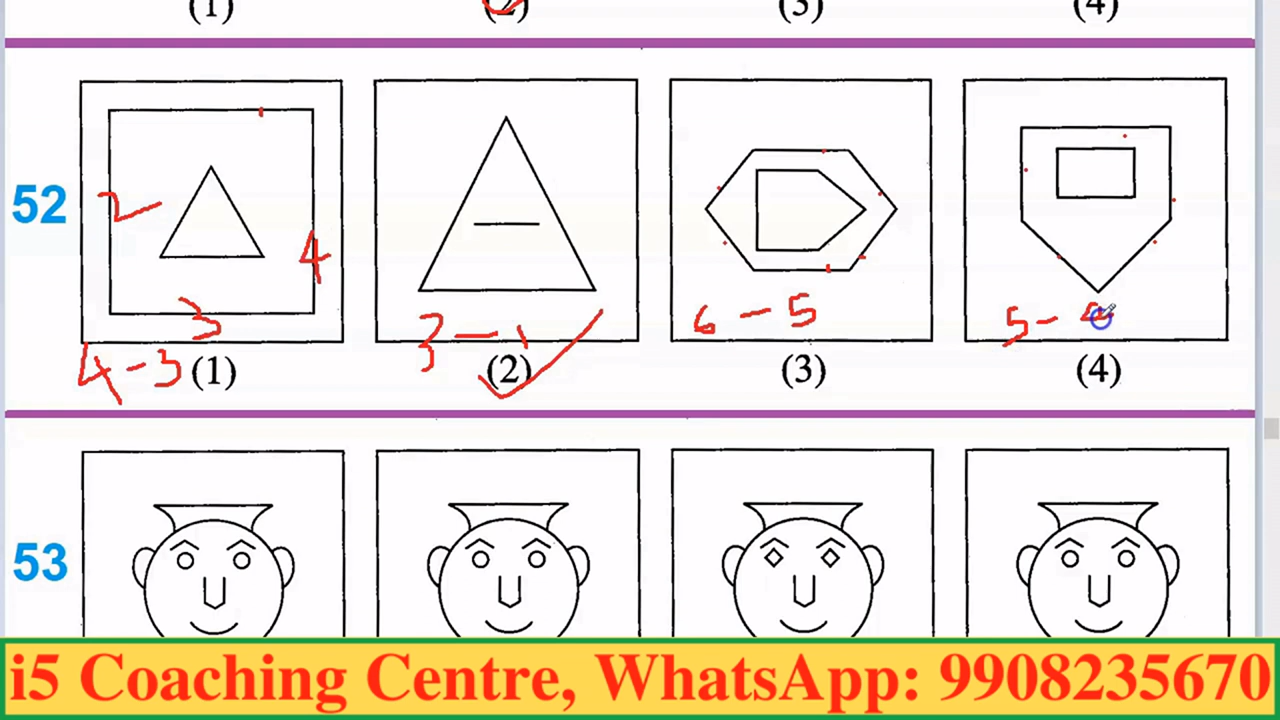 (1) (2) (3) (4)
52
2 4
3
4-3 3-1 6-5 5-
(1) (2) (3) (4)
53
i5 Coaching Centre, WhatsApp: 9908235670